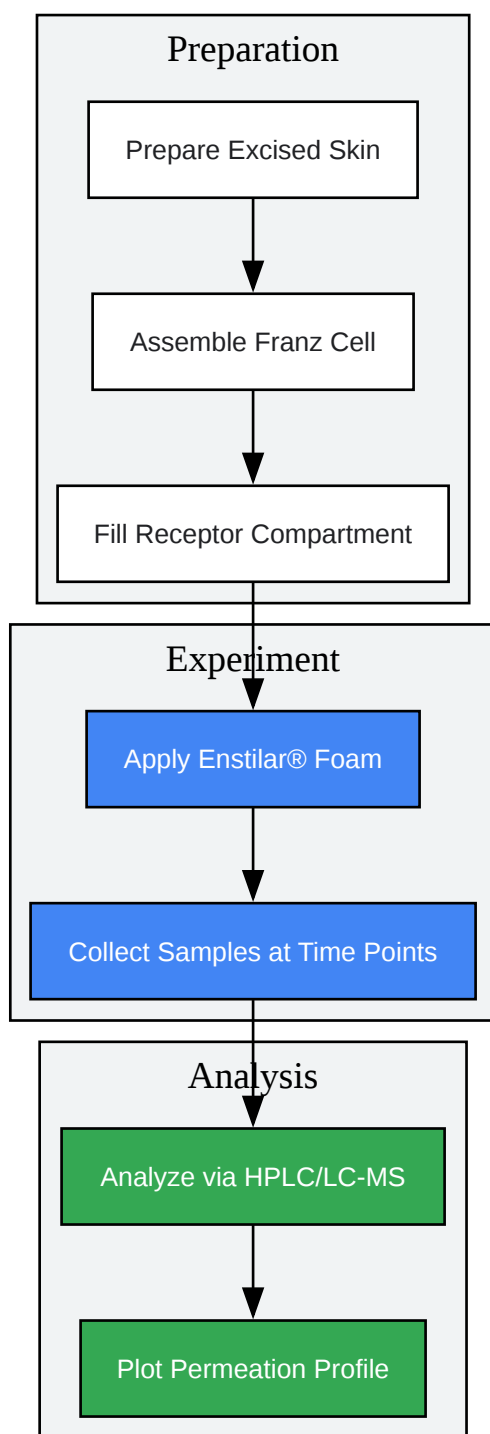 Preparation
Prepare Excised Skin
Assemble Franz Cell
Fill Receptor Compartment
Experiment
Apply Enstilar® Foam
Collect Samples at Time Points
Analysis
Analyze via HPLC/LC-MS
Plot Permeation Profile